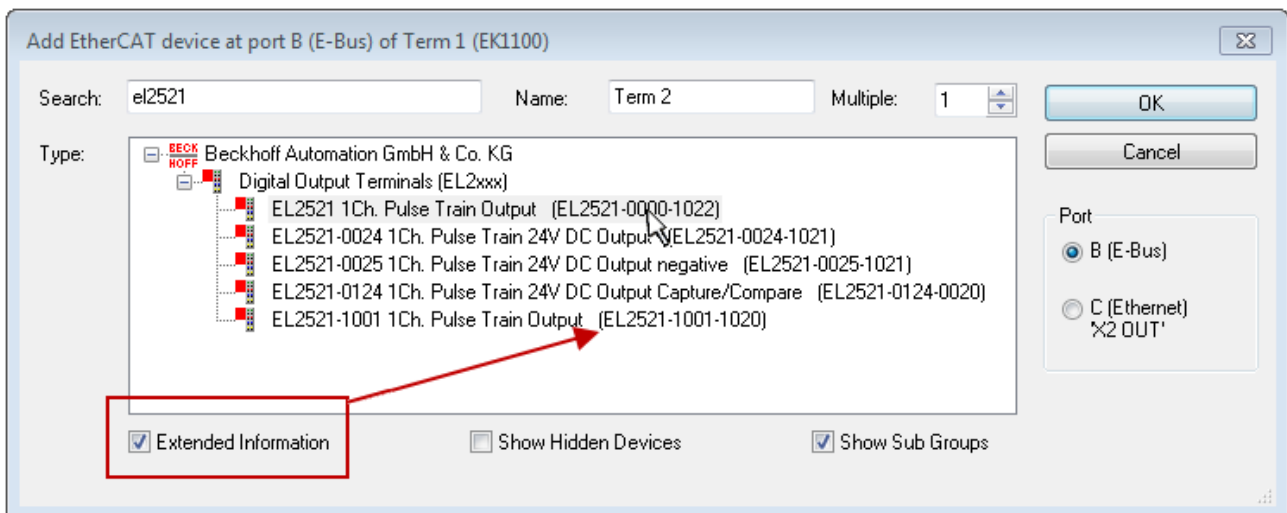 Add EtherCAT device at port B (E-Bus) of Term 1 (EK1100)
Search: el2521 Name: Term 2 Multiple: 1 OK
Cancel
Type: BECK HOFF Beckhoff Automation GmbH & Co. KG
Digital Output Terminals (EL2xxx)
EL2521 1Ch. Pulse Train Output (EL2521-0000-1022)
EL2521-0024 1Ch. Pulse Train 24V DC Output (EL2521-0024-1021)
EL2521-0025 1Ch. Pulse Train 24V DC Output negative (EL2521-0025-1021)
EL2521-0124 1Ch. Pulse Train 24V DC Output Capture/Compare (EL2521-0124-0020)
EL2521-1001 1Ch. Pulse Train Output (EL2521-1001-1020)
Port
B (E-Bus)
C (Ethernet)
'X2 OUT'
Extended Information Show Hidden Devices Show Sub Groups